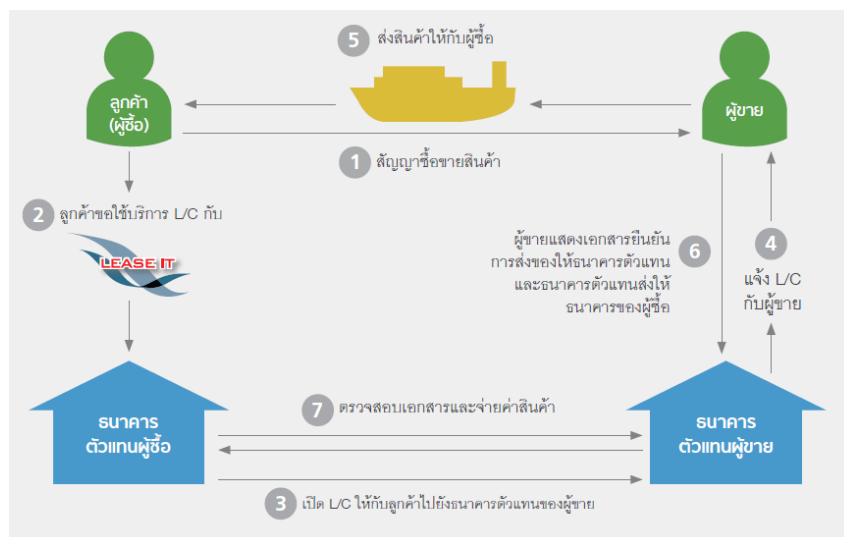 5 ส่งสินค้าให้กับผู้ซื้อ
ลูกค้า
(ผู้ซื้อ)
ผู้ขาย
1 สัญญาซื้อขายสินค้า
2 ลูกค้าขอใช้บริการ L/C กับ
LEASE IT
ผู้ขายแสดงเอกสารยืนยัน
การส่งของให้ธนาคารตัวแทน
และธนาคารตัวแทนส่งให้
ธนาคารของผู้ซื้อ
6
4
แจ้ง L/C
กับผู้ขาย
7 ตรวจสอบเอกสารและจ่ายค่าสินค้า
ธนาคาร
ตัวแทนผู้ซื้อ
ธนาคาร
ตัวแทนผู้ขาย
3 เปิด L/C ให้กับลูกค้าไปยังธนาคารตัวแทนของผู้ขาย